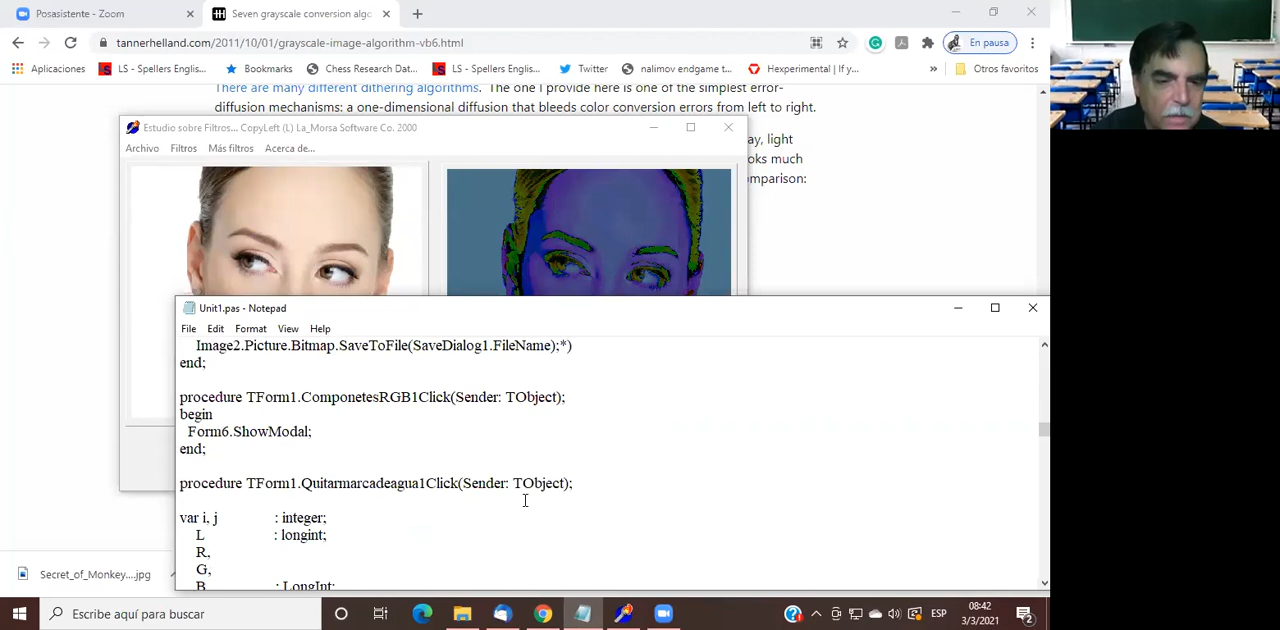 Posasistente - Zoom
Seven grayscale conversion algo
tannerhelland.com/2011/10/01/grayscale-image-algorithm-vb6.html
En pausa
Aplicaciones
LS - Spellers Englis...
Bookmarks
Chess Research Dat...
LS - Spellers Englis...
Twitter
nalimov endgame t...
Hexperimental | If y...
»
Otros favoritos
There are many different dithering algorithms. The one I provide here is one of the simplest error-
diffusion mechanisms: a one-dimensional diffusion that bleeds color conversion errors from left to right.
Estudio sobre Filtros... CopyLeft (L) La_Morsa Software Co. 2000
ay, light
Archivo Filtros Más filtros Acerca de...
oks much
omparison:
Unit1.pas - Notepad
File Edit Format View Help
Image2.Picture.Bitmap.SaveToFile(SaveDialog1.FileName);*)
end;
procedure TForm1.ComponetesRGB1Click(Sender: TObject);
begin
Form6.ShowModal;
end;
procedure TForm1.Quitarmarcadeagua1Click(Sender: TObject);
var i, j : integer;
L : longint;
R,
G,
B : LongInt;
Secret_of_Monkey....jpg
Escribe aquí para buscar
ESP
08:42
3/3/2021
2